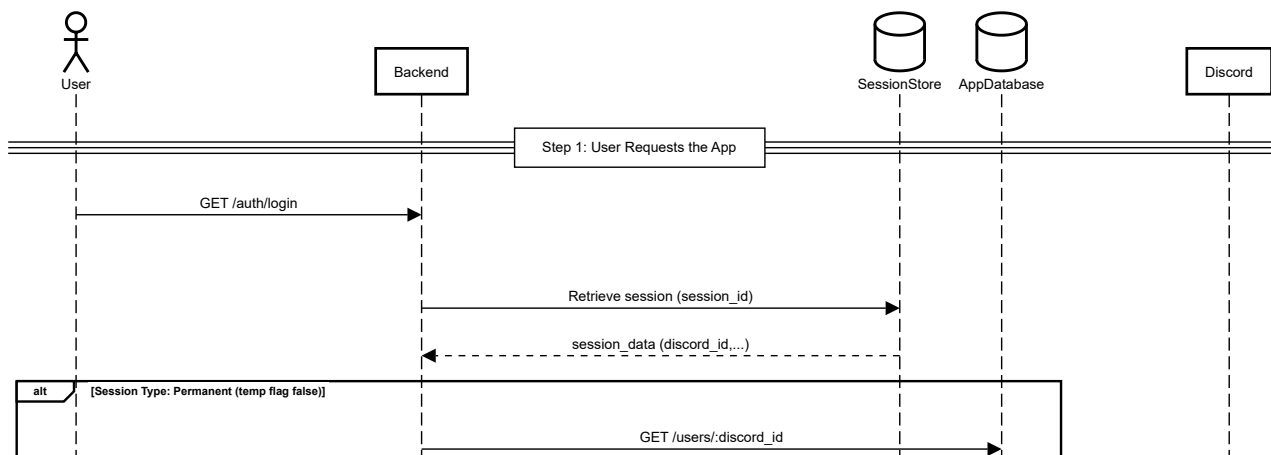 User
Backend
SessionStore
AppDatabase
Discord
Step 1: User Requests the App
GET /auth/login
Retrieve session (session_id)
session_data (discord_id,...)
alt
[Session Type: Permanent (temp flag false)]
GET /users/:discord_id